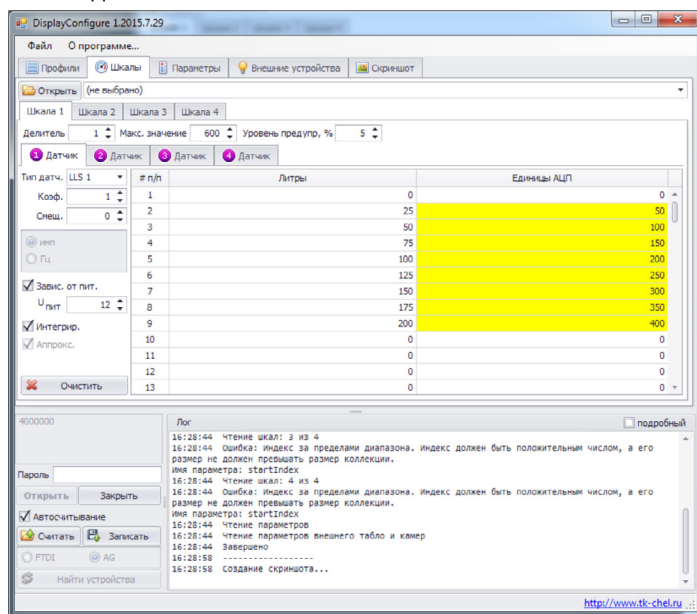 DisplayConfigure 1.2015.7.29
Файл О программе...
Профили Шкалы Параметры Внешние устройства Скриншот
Открыть (не выбрано)
Шкала 1 Шкала 2 Шкала 3 Шкала 4
Делитель 1 Макс. значение 600 Уровень предупр, % 5
1 Датчик 2 Датчик 3 Датчик 4 Датчик
Тип датч. LLS 1 # п/п Литры Единицы АЦП
Коэф. 1
Смещ. 0
имп
Гц
Завис. от пит.
U пит 12
Интегрир.
Аппрокс.
Очистить
1 0 0
2 25 50
3 50 100
4 75 150
5 100 200
6 125 250
7 150 300
8 175 350
9 200 400
10 0 0
11 0 0
12 0 0
13 0 0
4000000
Пароль
Открыть Закрыть
Автосчитывание
Считать Записать
FTDI AG
Найти устройства
Лог подробный
16:28:44 Чтение шкал: 3 из 4
16:28:44 Ошибка: Индекс за пределами диапазона. Индекс должен быть положительным числом, а его
размер не должен превышать размер коллекции.
Имя параметра: startIndex
16:28:44 Чтение шкал: 4 из 4
16:28:44 Ошибка: Индекс за пределами диапазона. Индекс должен быть положительным числом, а его
размер не должен превышать размер коллекции.
Имя параметра: startIndex
16:28:44 Чтение параметров
16:28:44 Чтение параметров внешнего табло и камер
16:28:44 Завершено
16:28:58 ------------------
16:28:58 Создание скриншота...
http://www.tk-chel.ru